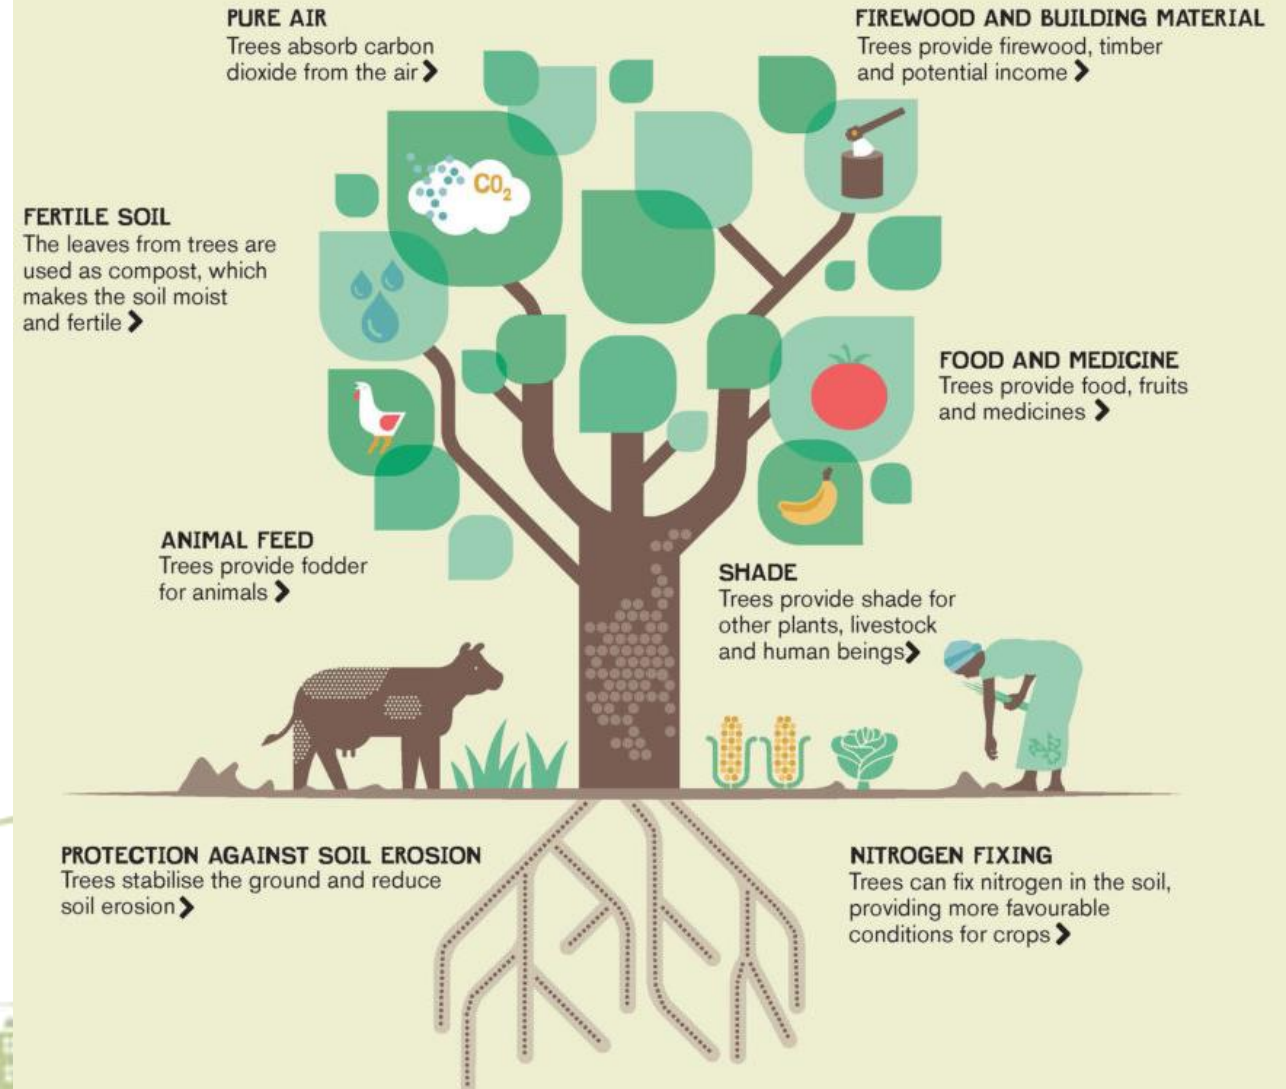 PURE AIR
Trees absorb carbon
dioxide from the air
FIREWOOD AND BUILDING MATERIAL
Trees provide firewood, timber
and potential income
CO₂
FERTILE SOIL
The leaves from trees are
used as compost, which
makes the soil moist
and fertile
FOOD AND MEDICINE
Trees provide food, fruits
and medicines
ANIMAL FEED
Trees provide fodder
for animals
SHADE
Trees provide shade for
other plants, livestock
and human beings
PROTECTION AGAINST SOIL EROSION
Trees stabilise the ground and reduce
soil erosion
NITROGEN FIXING
Trees can fix nitrogen in the soil,
providing more favourable
conditions for crops